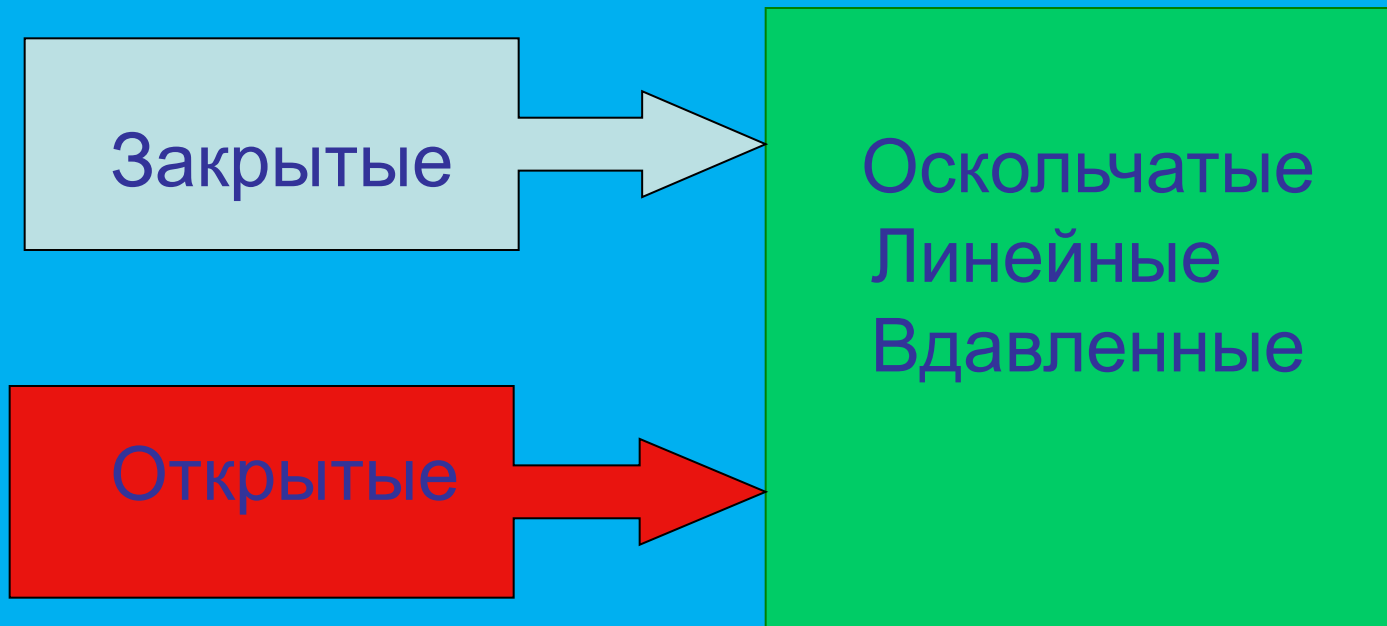 Закрытые
Открытые
Оскольчатые
Линейные
Вдавленные